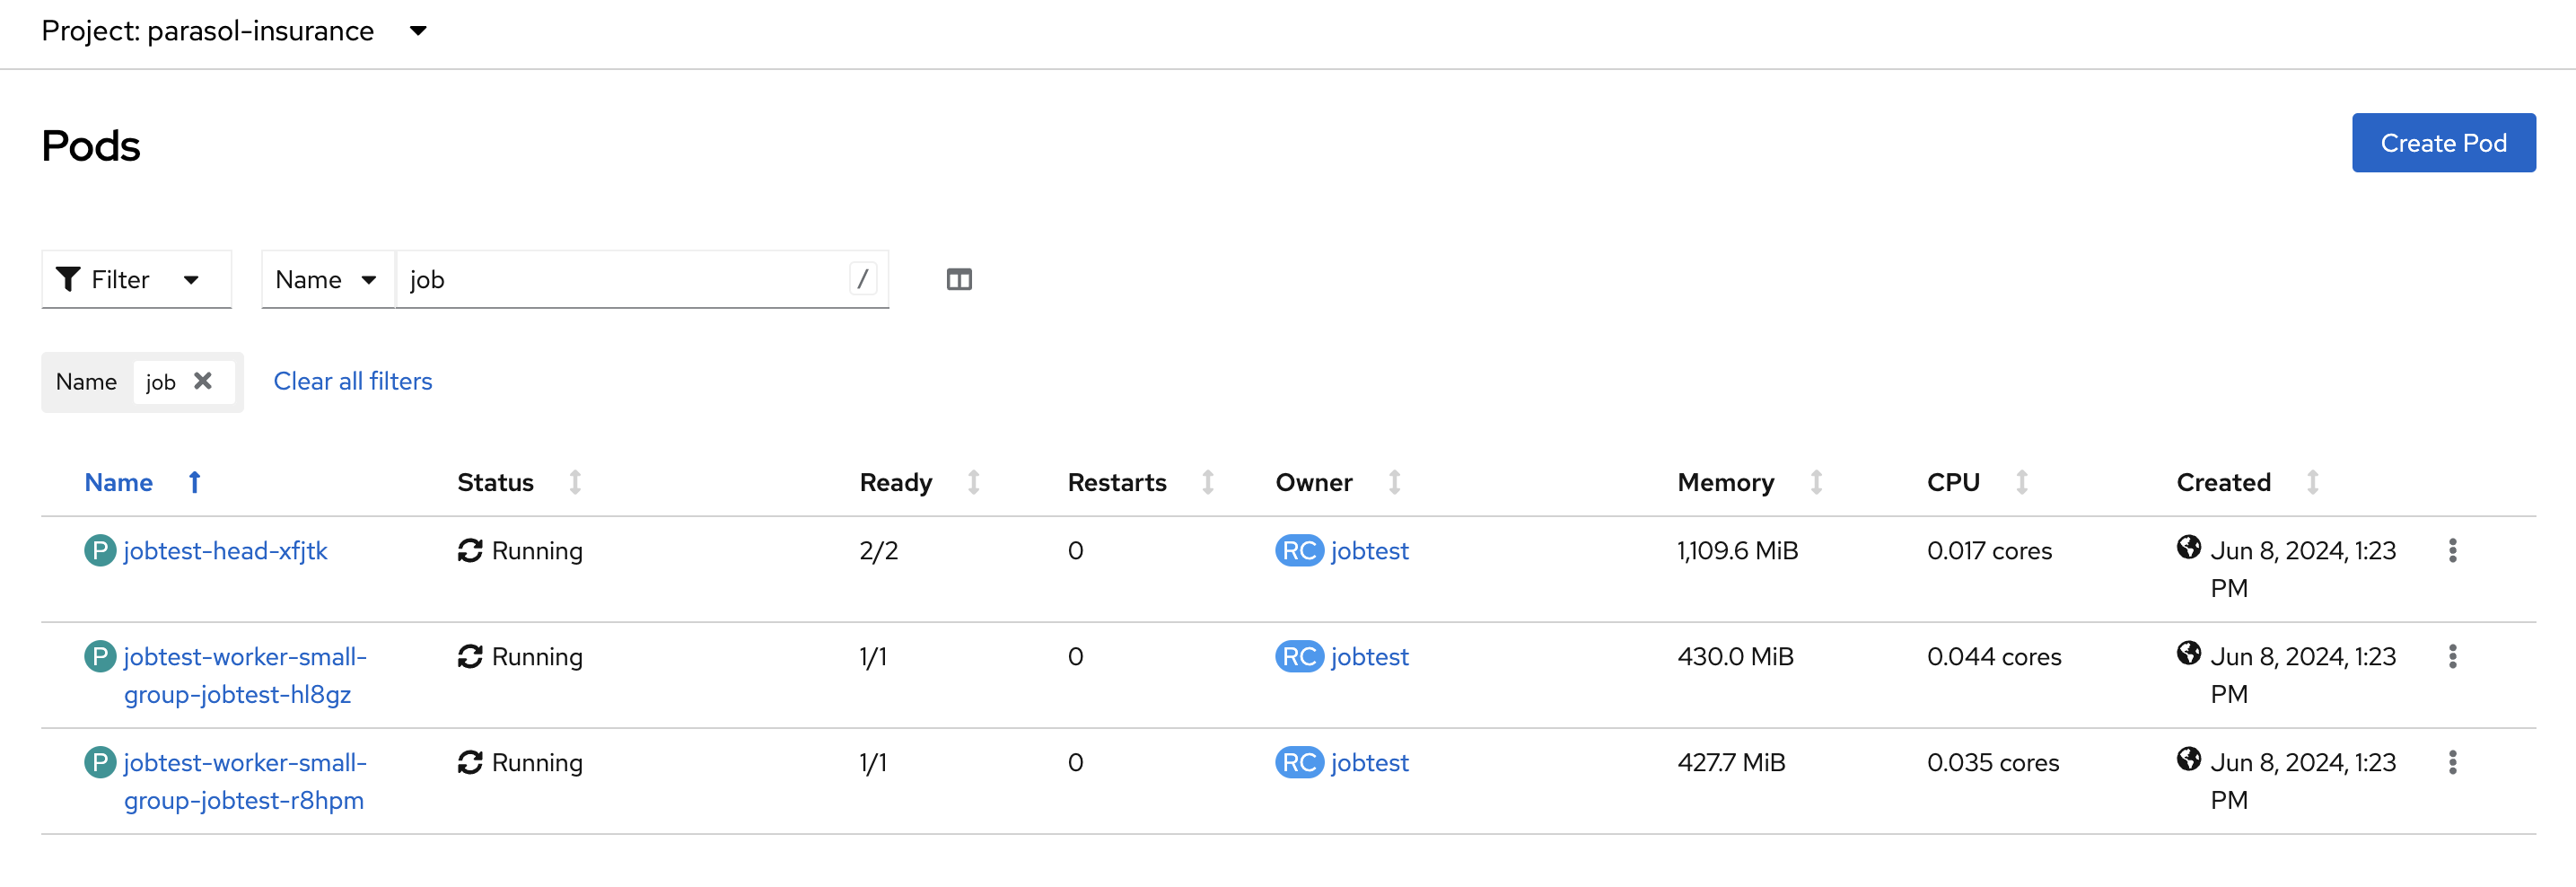 Project: parasol-insurance
Pods
Create Pod
Filter
Name
job
/
Name job
Clear all filters
Name Status Ready Restarts Owner Memory CPU Created
P jobtest-head-xfjtk Running 2/2 0 RC jobtest 1,109.6 MiB 0.017 cores Jun 8, 2024, 1:23
PM
P jobtest-worker-small- Running 1/1 0 RC jobtest 430.0 MiB 0.044 cores Jun 8, 2024, 1:23
group-jobtest-hl8gz PM
P jobtest-worker-small- Running 1/1 0 RC jobtest 427.7 MiB 0.035 cores Jun 8, 2024, 1:23
group-jobtest-r8hpm PM